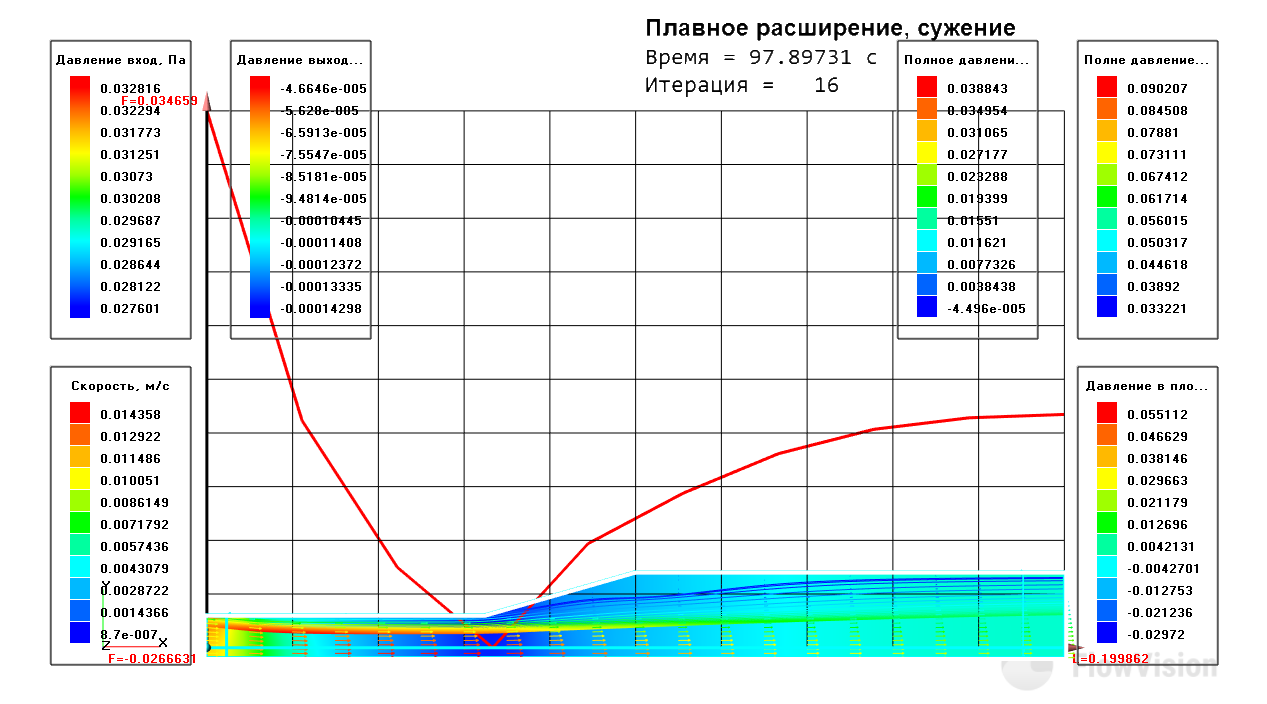 Плавное расширение, сужение
Время = 97.89731 с
Итерация = 16
Давление вход, Па
0.032816
0.032294
0.031773
0.031251
0.03073
0.030208
0.029687
0.029165
0.028644
0.028122
0.027601
F=0.034659
Давление выход...
-4.6646e-005
-5.628e-005
-6.5913e-005
-7.5547e-005
-8.5181e-005
-9.4814e-005
-0.00010445
-0.00011408
-0.00012372
-0.00013335
-0.00014298
Полное давлени...
0.038843
0.034954
0.031065
0.027177
0.023288
0.019399
0.01551
0.011621
0.0077326
0.0038438
-4.496e-005
Полне давление...
0.090207
0.084508
0.07881
0.073111
0.067412
0.061714
0.056015
0.050317
0.044618
0.03892
0.033221
Скорость, м/с
0.014358
0.012922
0.011486
0.010051
0.0086149
0.0071792
0.0057436
0.0043079
0.0028722
0.0014366
8.7e-007
Y
Z
X
F=-0.0266631
Давление в пло...
0.055112
0.046629
0.038146
0.029663
0.021179
0.012696
0.0042131
-0.0042701
-0.012753
-0.021236
-0.02972
L=0.199862
FlowVision